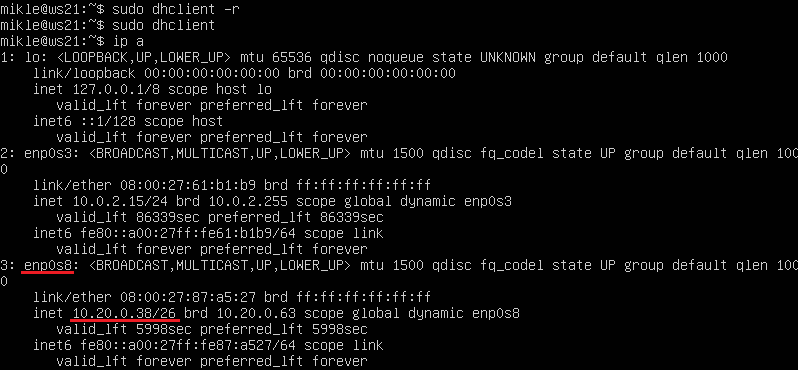 mikle@ws21:~$ sudo dhclient -r
mikle@ws21:~$ sudo dhclient
mikle@ws21:~$ ip a
1: lo: <LOOPBACK,UP,LOWER_UP> mtu 65536 qdisc noqueue state UNKNOWN group default qlen 1000
    link/loopback 00:00:00:00:00:00 brd 00:00:00:00:00:00
    inet 127.0.0.1/8 scope host lo
       valid_lft forever preferred_lft forever
    inet6 ::1/128 scope host
       valid_lft forever preferred_lft forever
2: enp0s3: <BROADCAST,MULTICAST,UP,LOWER_UP> mtu 1500 qdisc fq_codel state UP group default qlen 100
0
    link/ether 08:00:27:61:b1:b9 brd ff:ff:ff:ff:ff:ff
    inet 10.0.2.15/24 brd 10.0.2.255 scope global dynamic enp0s3
       valid_lft 86339sec preferred_lft 86339sec
    inet6 fe80::a00:27ff:fe61:b1b9/64 scope link
       valid_lft forever preferred_lft forever
3: enp0s8: <BROADCAST,MULTICAST,UP,LOWER_UP> mtu 1500 qdisc fq_codel state UP group default qlen 100
0
    link/ether 08:00:27:87:a5:27 brd ff:ff:ff:ff:ff:ff
    inet 10.20.0.38/26 brd 10.20.0.63 scope global dynamic enp0s8
       valid_lft 5998sec preferred_lft 5998sec
    inet6 fe80::a00:27ff:fe87:a527/64 scope link
       valid_lft forever preferred_lft forever